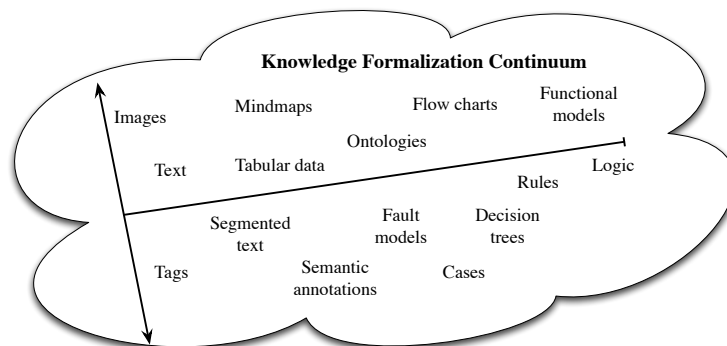 Knowledge Formalization Continuum
Images
Mindmaps
Flow charts
Functional
models
Ontologies
Text
Tabular data
Logic
Rules
Segmented
text
Fault
models
Decision
trees
Tags
Semantic
annotations
Cases